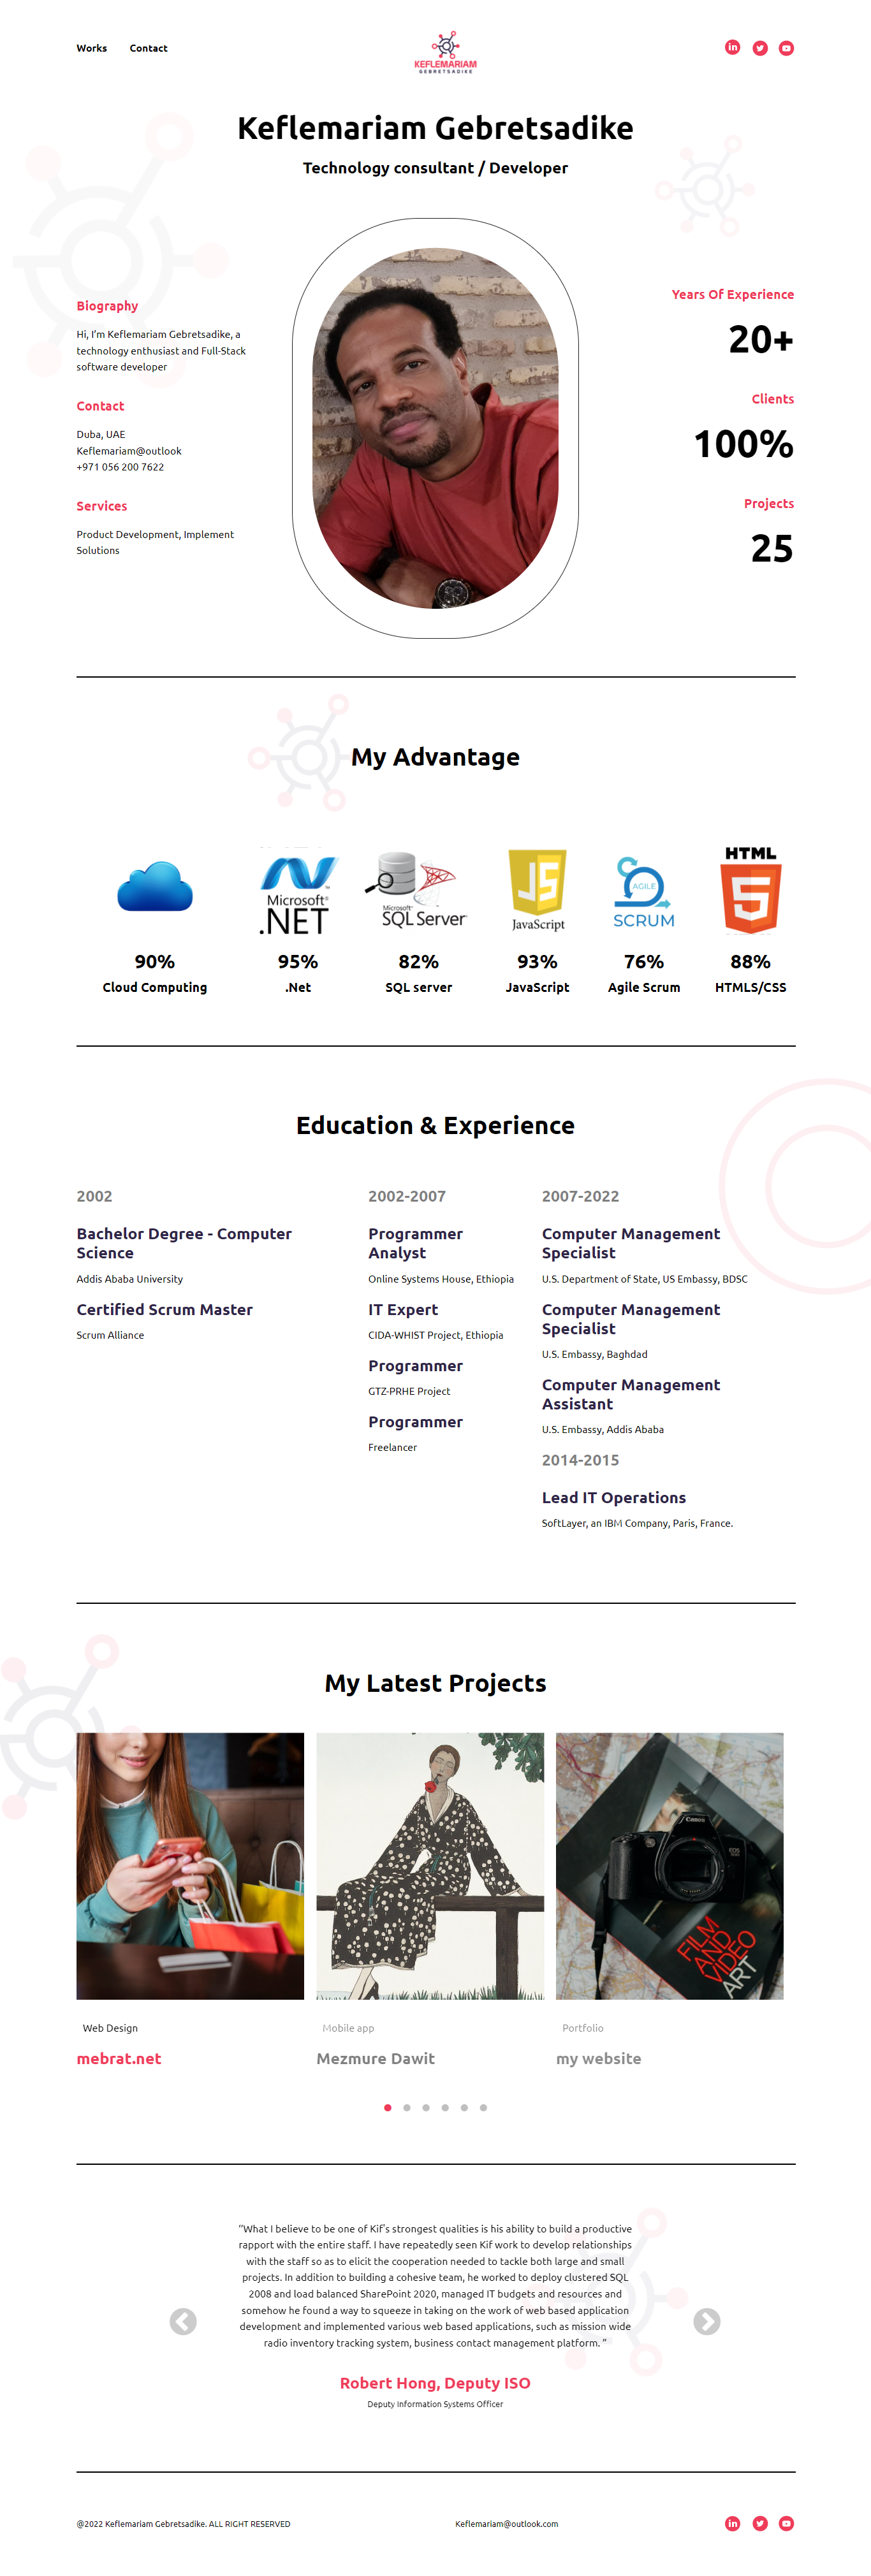 Works Contact
KEFLEMARIAM
GEBRETSADIKE
Keflemariam Gebretsadike
Technology consultant / Developer
Biography
Hi, I'm Keflemariam Gebretsadike, a
technology enthusiast and Full-Stack
software developer
Contact
Duba, UAE
Keflemariam@outlook
+971 056 200 7622
Services
Product Development, Implement
Solutions
Years Of Experience
20+
Clients
100%
Projects
25
My Advantage
Microsoft®
.NET
Microsoft®
SQL Server
JS
JavaScript
AGILE
SCRUM
HTML
5
90%
Cloud Computing
95%
.Net
82%
SQL server
93%
JavaScript
76%
Agile Scrum
88%
HTMLS/CSS
Education & Experience
2002
Bachelor Degree - Computer
Science
Addis Ababa University
Certified Scrum Master
Scrum Alliance
2002-2007
Programmer
Analyst
Online Systems House, Ethiopia
IT Expert
CIDA-WHIST Project, Ethiopia
Programmer
GTZ-PRHE Project
Programmer
Freelancer
2007-2022
Computer Management
Specialist
U.S. Department of State, US Embassy, BDSC
Computer Management
Specialist
U.S. Embassy, Baghdad
Computer Management
Assistant
U.S. Embassy, Addis Ababa
2014-2015
Lead IT Operations
SoftLayer, an IBM Company, Paris, France.
My Latest Projects
Canon
EOS
FILM
AND
VIDEO
ART
Web Design
mebrat.net
Mobile app
Mezmure Dawit
Portfolio
my website
"What I believe to be one of Kif's strongest qualities is his ability to build a productive
rapport with the entire staff. I have repeatedly seen Kif work to develop relationships
with the staff so as to elicit the cooperation needed to tackle both large and small
projects. In addition to building a cohesive team, he worked to deploy clustered SQL
2008 and load balanced SharePoint 2020, managed IT budgets and resources and
somehow he found a way to squeeze in taking on the work of web based application
development and implemented various web based applications, such as mission wide
radio inventory tracking system, business contact management platform. "
Robert Hong, Deputy ISO
Deputy Information Systems Officer
@2022 Keflemariam Gebretsadike. ALL RIGHT RESERVED
Keflemariam@outlook.com